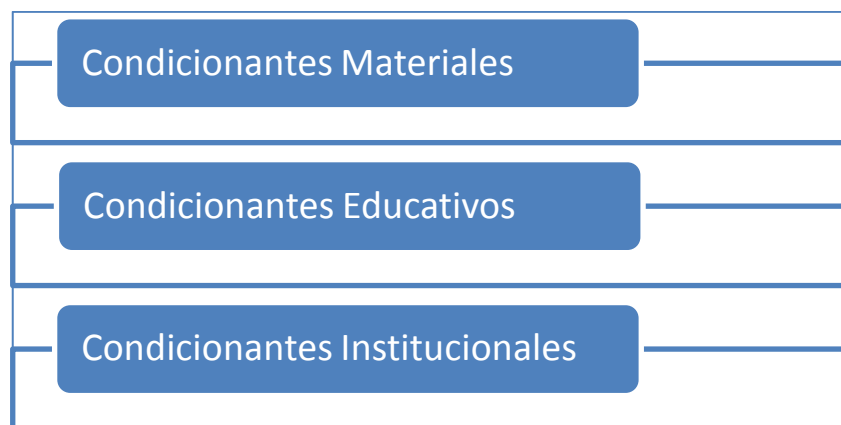 Condicionantes Materiales
Condicionantes Educativos
Condicionantes Institucionales